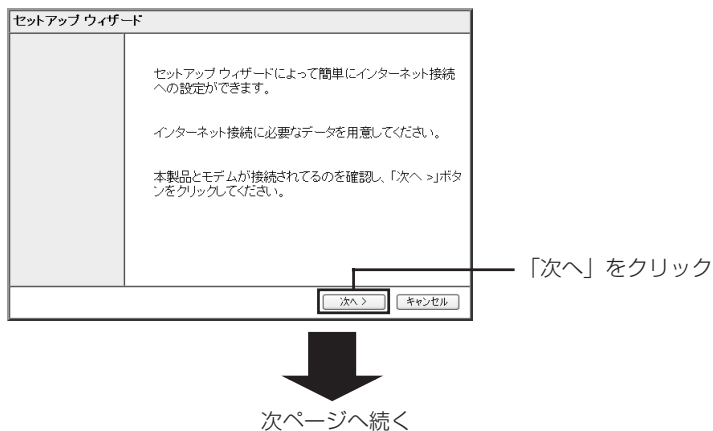 セットアップ ウィザード
セットアップ ウィザードによって簡単にインターネット接続
への設定ができます。
インターネット接続に必要なデータを用意してください。
本製品とモデムが接続されてるのを確認し、「次へ >」ボタ
ンをクリックしてください。
「次へ」をクリック
次へ >
キャンセル
次ページへ続く